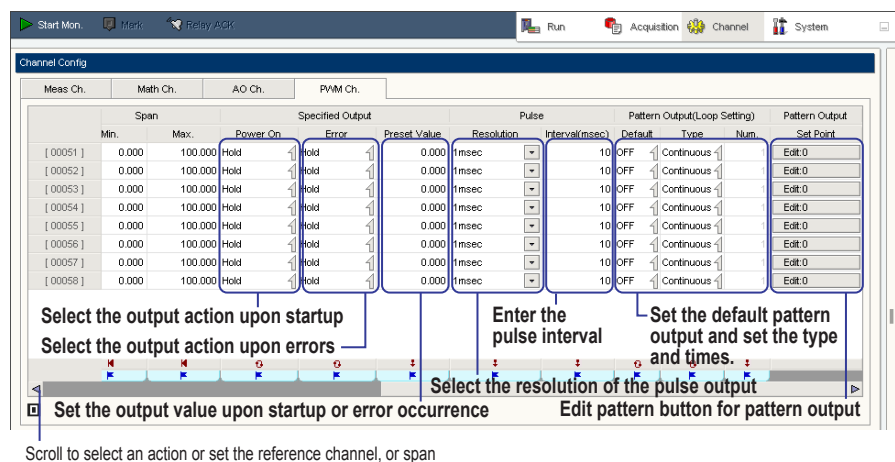 Start Mon. Mark Relay ACK Run Acquisition Channel System
Channel Config
Meas Ch. Math Ch. AO Ch. PWM Ch.
Span Specified Output Pulse Pattern Output(Loop Setting) Pattern Output
Min. Max. Power On Error Preset Value Resolution Interval(msec) Default Type Num. Set Point
[ 00051 ] 0.000 100.000 Hold Hold 0.000 1msec 10 OFF Continuous 1 Edit:0
[ 00052 ] 0.000 100.000 Hold Hold 0.000 1msec 10 OFF Continuous 1 Edit:0
[ 00053 ] 0.000 100.000 Hold Hold 0.000 1msec 10 OFF Continuous 1 Edit:0
[ 00054 ] 0.000 100.000 Hold Hold 0.000 1msec 10 OFF Continuous 1 Edit:0
[ 00055 ] 0.000 100.000 Hold Hold 0.000 1msec 10 OFF Continuous 1 Edit:0
[ 00056 ] 0.000 100.000 Hold Hold 0.000 1msec 10 OFF Continuous 1 Edit:0
[ 00057 ] 0.000 100.000 Hold Hold 0.000 1msec 10 OFF Continuous 1 Edit:0
[ 00058 ] 0.000 100.000 Hold Hold 0.000 1msec 10 OFF Continuous 1 Edit:0
Select the output action upon startup
Select the output action upon errors
Enter the
pulse interval
Set the default pattern
output and set the type
and times.
Select the resolution of the pulse output
Set the output value upon startup or error occurrence
Edit pattern button for pattern output
Scroll to select an action or set the reference channel, or span